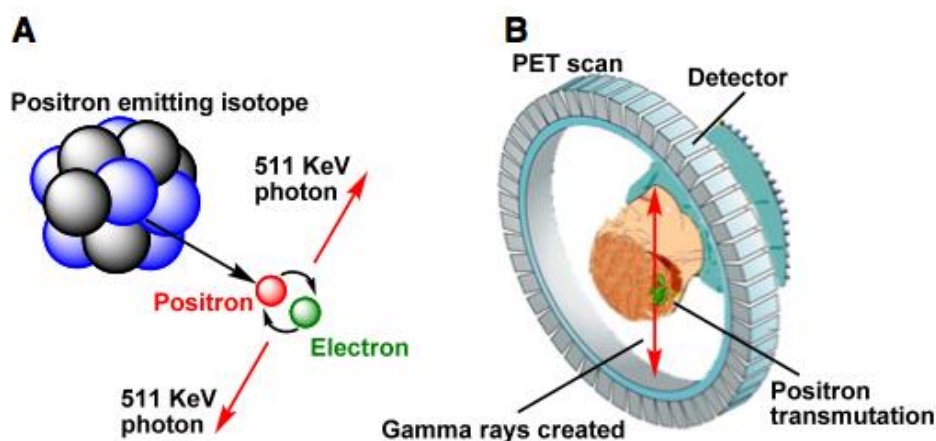 A
Positron emitting isotope
511 KeV
photon
Positron
Electron
511 KeV
photon
B
PET scan
Detector
Positron
transmutation
Gamma rays created